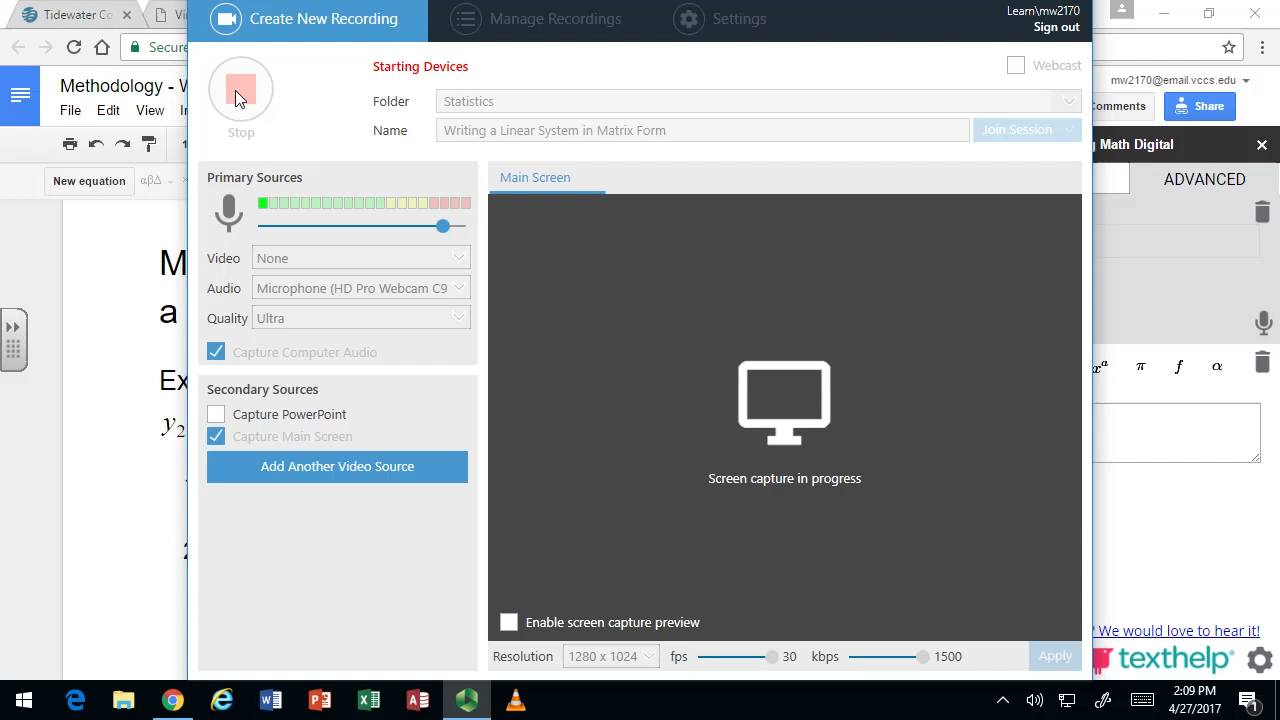 Tidewater Co
Create New Recording
Manage Recordings
Settings
Learn\mw2170
Sign out
Secure
mw2170@email.vccs.edu
Methodology - W
File Edit View In
Comments
Share
Starting Devices
Webcast
Folder
Statistics
Name
Writing a Linear System in Matrix Form
Join Session
Stop
New equation
αβΔ
Math Digital
ADVANCED
Primary Sources
Main Screen
Video
None
Audio
Microphone (HD Pro Webcam C9
Quality
Ultra
Capture Computer Audio
Secondary Sources
Capture PowerPoint
Capture Main Screen
Add Another Video Source
Screen capture in progress
Enable screen capture preview
Resolution
1280 x 1024
fps
30
kbps
1500
Apply
M
a
Ex
y₂
xᵃ π f α
? We would love to hear it!
texthelp
2:09 PM
4/27/2017